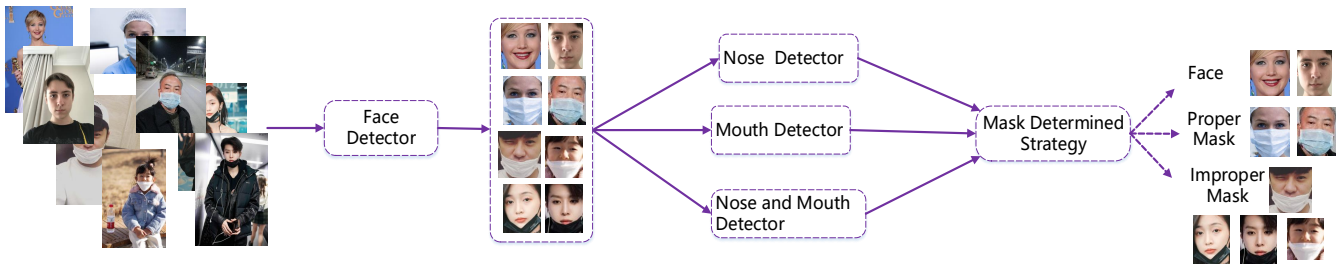 Face
Detector
Nose Detector
Mouth Detector
Nose and Mouth
Detector
Mask Determined
Strategy
Face
Proper
Mask
Improper
Mask